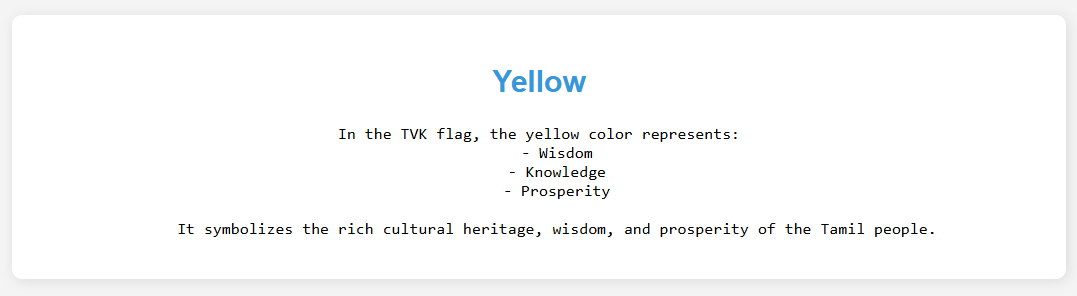 Yellow
In the TVK flag, the yellow color represents:
- Wisdom
- Knowledge
- Prosperity
It symbolizes the rich cultural heritage, wisdom, and prosperity of the Tamil people.